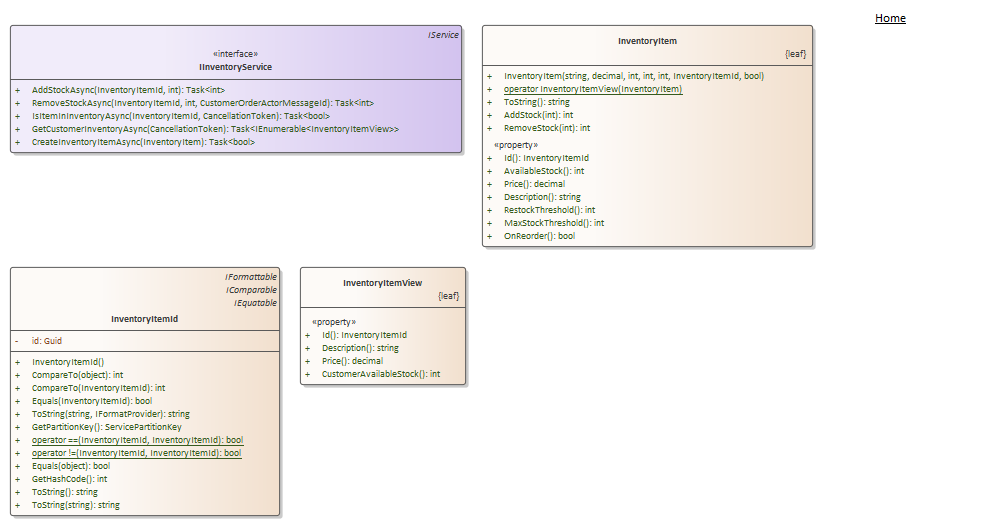 Home
IService
«interface»
IInventoryService
+ AddStockAsync(InventoryItemId, int): Task<int>
+ RemoveStockAsync(InventoryItemId, int, CustomerOrderActorMessageId): Task<int>
+ IsItemInInventoryAsync(InventoryItemId, CancellationToken): Task<bool>
+ GetCustomerInventoryAsync(CancellationToken): Task<IEnumerable<InventoryItemView>>
+ CreateInventoryItemAsync(InventoryItem): Task<bool>
InventoryItem
{leaf}
+ InventoryItem(string, decimal, int, int, int, InventoryItemId, bool)
+ operator InventoryItemView(InventoryItem)
+ ToString(): string
+ AddStock(int): int
+ RemoveStock(int): int
«property»
+ Id(): InventoryItemId
+ AvailableStock(): int
+ Price(): decimal
+ Description(): string
+ RestockThreshold(): int
+ MaxStockThreshold(): int
+ OnReorder(): bool
IFormattable
IComparable
IEquatable
InventoryItemId
- id: Guid
+ InventoryItemId()
+ CompareTo(object): int
+ CompareTo(InventoryItemId): int
+ Equals(InventoryItemId): bool
+ ToString(string, IFormatProvider): string
+ GetPartitionKey(): ServicePartitionKey
+ operator ==(InventoryItemId, InventoryItemId): bool
+ operator !=(InventoryItemId, InventoryItemId): bool
+ Equals(object): bool
+ GetHashCode(): int
+ ToString(): string
+ ToString(string): string
InventoryItemView
{leaf}
«property»
+ Id(): InventoryItemId
+ Description(): string
+ Price(): decimal
+ CustomerAvailableStock(): int